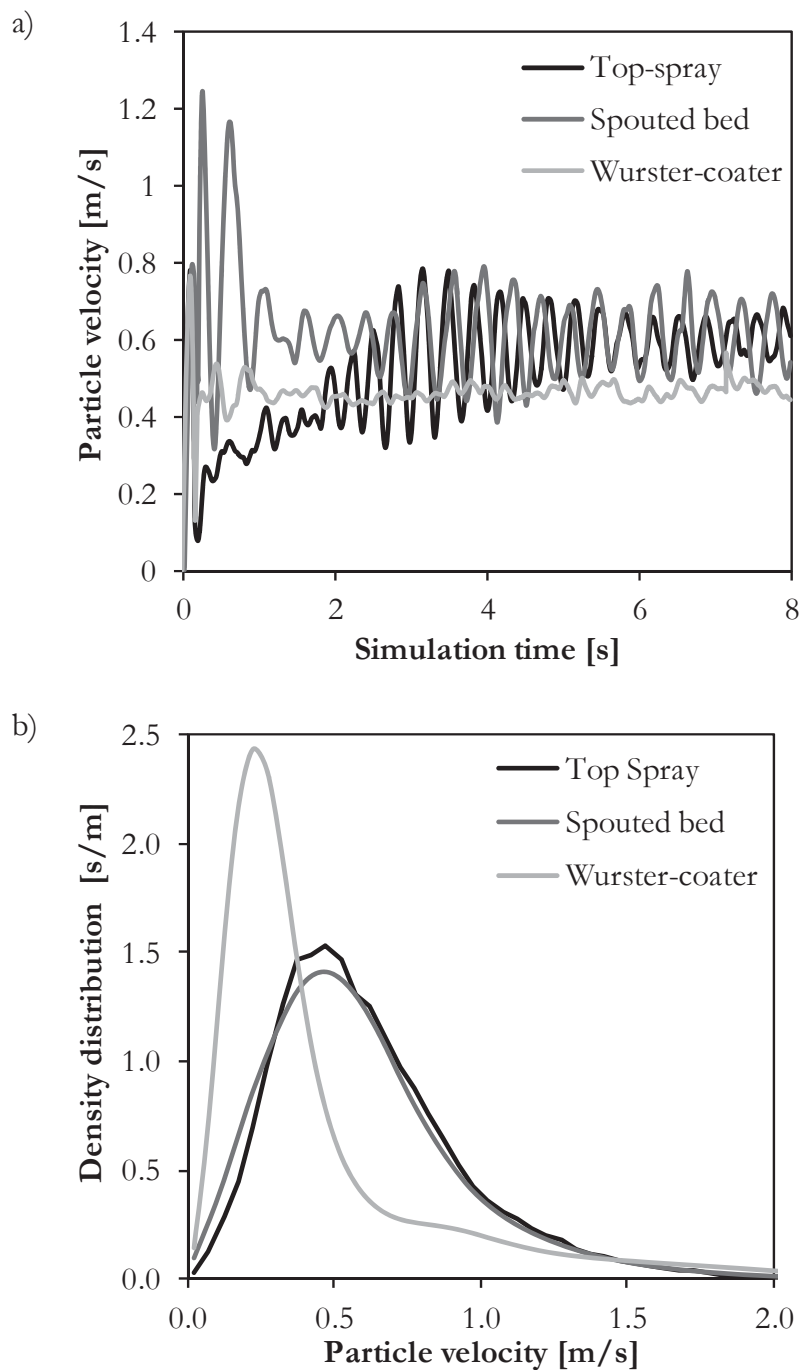 a)
1.4
1.2
1
0.8
0.6
0.4
0.2
0
Particle velocity [m/s]
Top-spray
Spouted bed
Wurster-coater
0 2 4 6 8
Simulation time [s]
b)
2.5
2.0
1.5
1.0
0.5
0.0
Density distribution [s/m]
Top Spray
Spouted bed
Wurster-coater
0.0 0.5 1.0 1.5 2.0
Particle velocity [m/s]